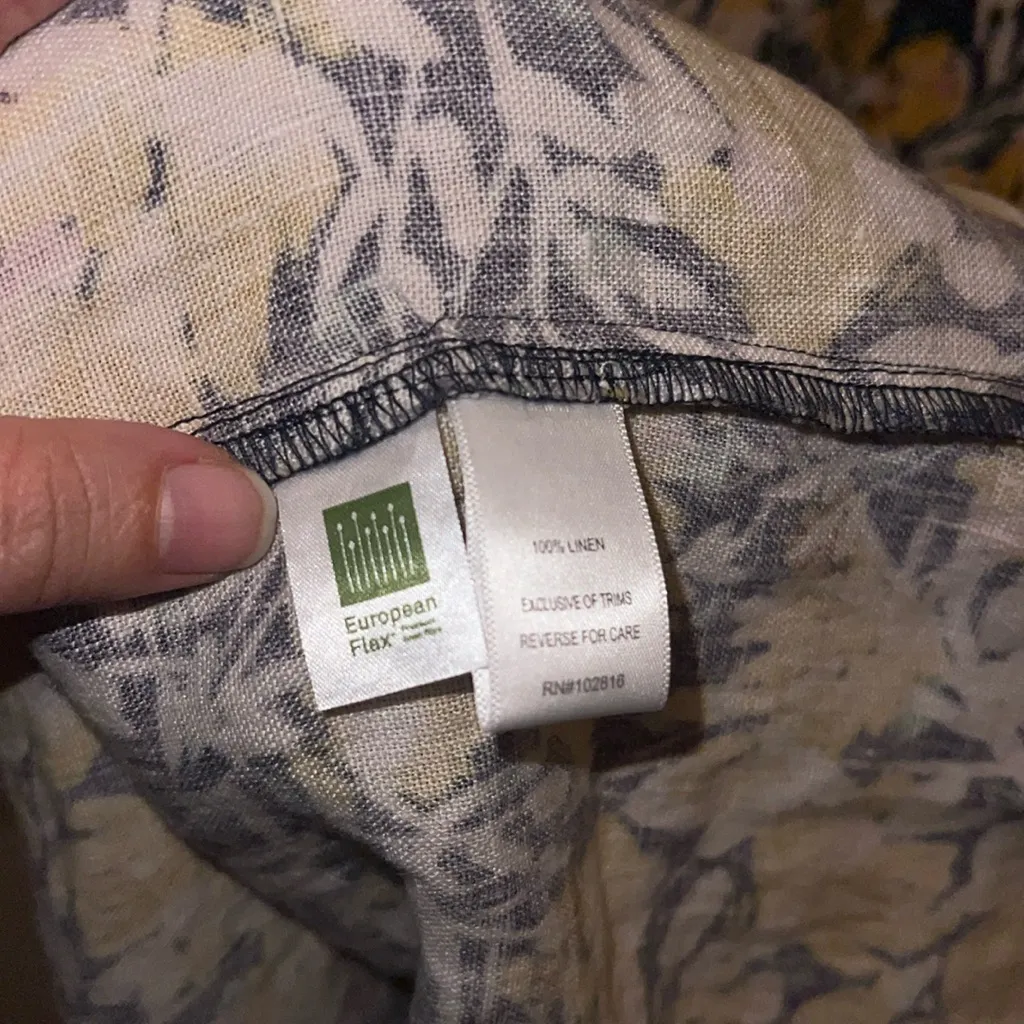 European
Flax
100% LINEN
EXCLUSIVE OF TRIMS
REVERSE FOR CARE
RN#102816